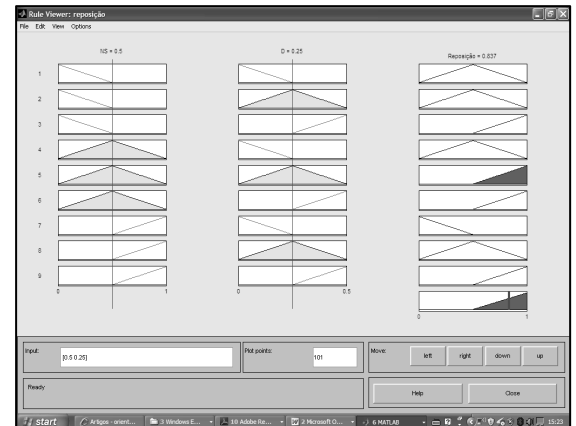 Rule Viewer: reposição
File Edit View Options
NS = 0.5 D = 0.25 Reposição = 0.837
1
2
3
4
5
6
7
8
9
0 1 0 0.5
0 1
Input: [0.5 0.25] Plot points: 101 Move: left right down up
Ready
Help Close
start Artigos - orient... 3 Windows E... 10 Adobe Re... 2 Microsoft O... 6 MATLAB 15:23